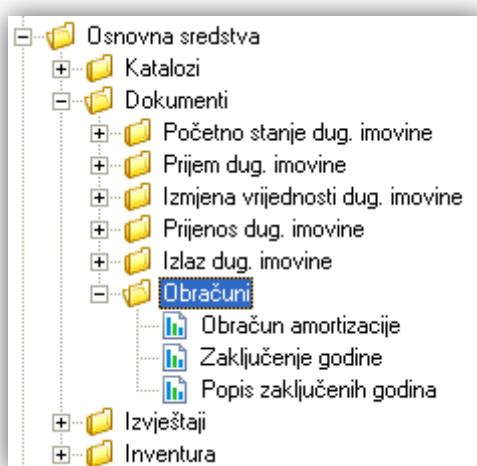 Osnovna sredstva
Katalozi
Dokumenti
Početno stanje dug. imovine
Prijem dug. imovine
Izmjena vrijednosti dug. imovine
Prijenos dug. imovine
Izlaz dug. imovine
Obračuni
Obračun amortizacije
Zaključenje godine
Popis zaključenih godina
Izvještaji
Inventura